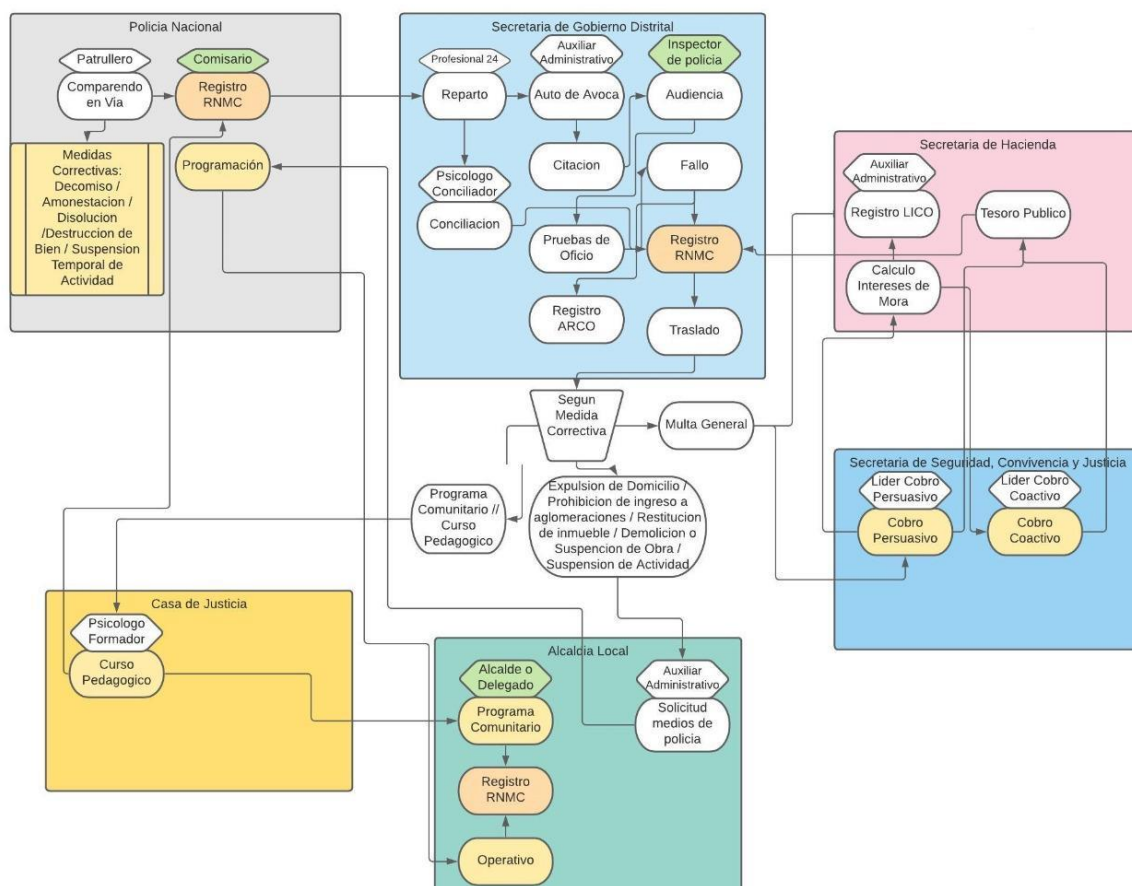 Policia Nacional
Patrullero
Comparendo
en Via
Comisario
Registro
RNMC
Medidas
Correctivas:
Decomiso /
Amonestacion /
Disolucion
/Destruccion de
Bien / Suspension
Temporal de
Actividad
Programación
Secretaria de Gobierno Distrital
Profesional 24
Reparto
Auxiliar
Administrativo
Auto de Avoca
Inspector
de policia
Audiencia
Citacion
Fallo
Psicologo
Conciliador
Conciliacion
Pruebas de
Oficio
Registro
RNMC
Registro
ARCO
Traslado
Secretaria de Hacienda
Auxiliar
Administrativo
Registro LICO
Tesoro Publico
Calculo
Intereses de
Mora
Segun
Medida
Correctiva
Multa General
Programa
Comunitario //
Curso
Pedagogico
Expulsion de Domicilio /
Prohibicion de ingreso a
aglomeraciones / Restitucion
de inmueble / Demolicion o
Suspencion de Obra /
Suspension de Actividad
Secretaria de Seguridad, Convivencia y Justicia
Lider Cobro
Persuasivo
Cobro
Persuasivo
Lider Cobro
Coactivo
Cobro
Coactivo
Casa de Justicia
Psicologo
Formador
Curso
Pedagogico
Alcaldia Local
Alcalde o
Delegado
Programa
Comunitario
Registro
RNMC
Operativo
Auxiliar
Administrativo
Solicitud
medios de
policia